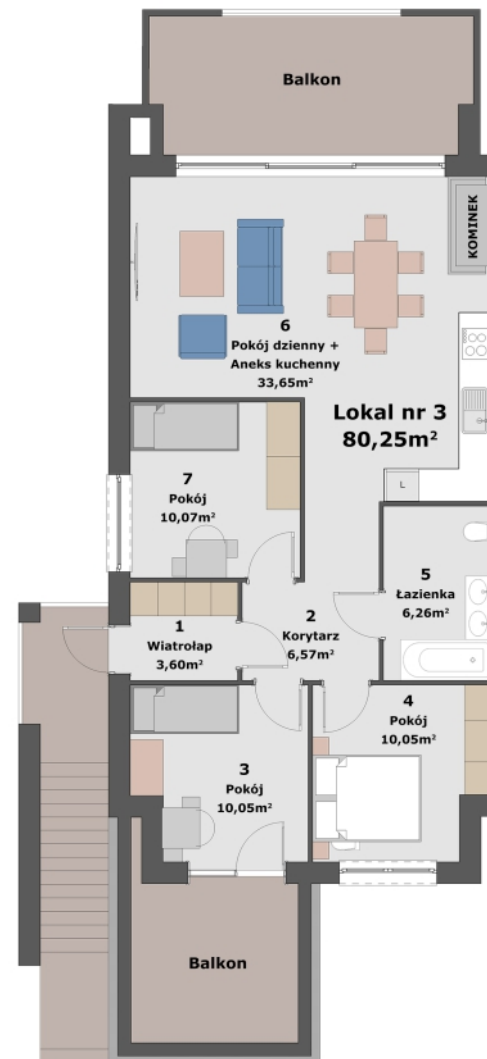 Balkon
KOMINEK
6
Pokój dzienny +
Aneks kuchenny
33,65m²
Lokal nr 3
80,25m²
L
7
Pokój
10,07m²
5
Łazienka
6,26m²
1
Wiatrołap
3,60m²
2
Korytarz
6,57m²
4
Pokój
10,05m²
3
Pokój
10,05m²
Balkon